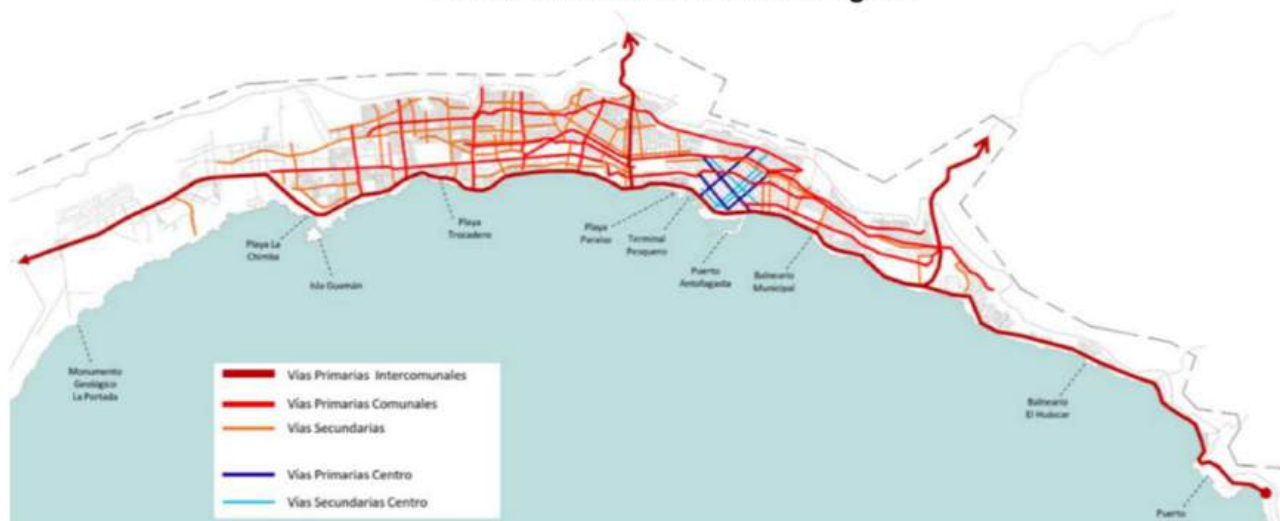 Playa La
Chimba
Isla Guamán
Playa
Trocadero
Playa
Paraíso
Terminal
Pesquero
Puerto
Antofagasta
Balneario
Municipal
Monumento
Geológico
La Portada
Balneario
El Huáscar
Puerto
Vías Primarias Intercomunales
Vías Primarias Comunales
Vías Secundarias
Vías Primarias Centro
Vías Secundarias Centro